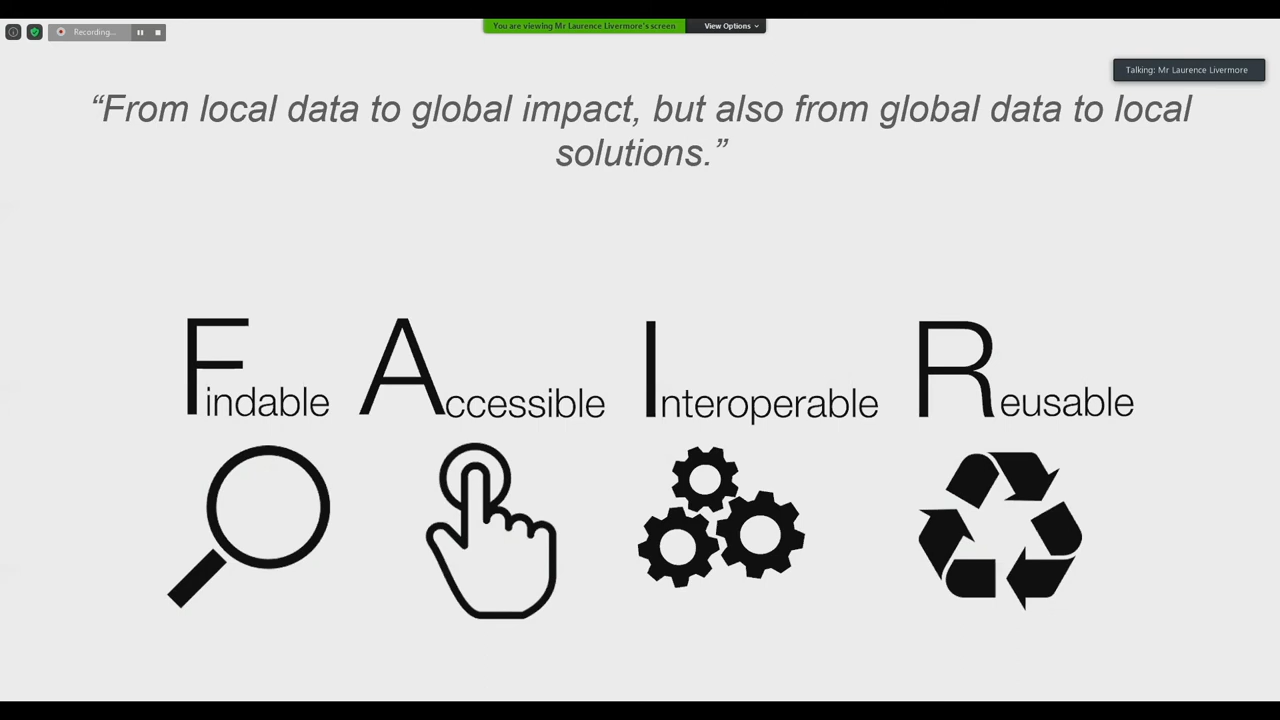 Recording...
You are viewing Mr Laurence Livermore's screen
View Options
Talking: Mr Laurence Livermore
“From local data to global impact, but also from global data to local
solutions.”
Findable Accessible Interoperable Reusable